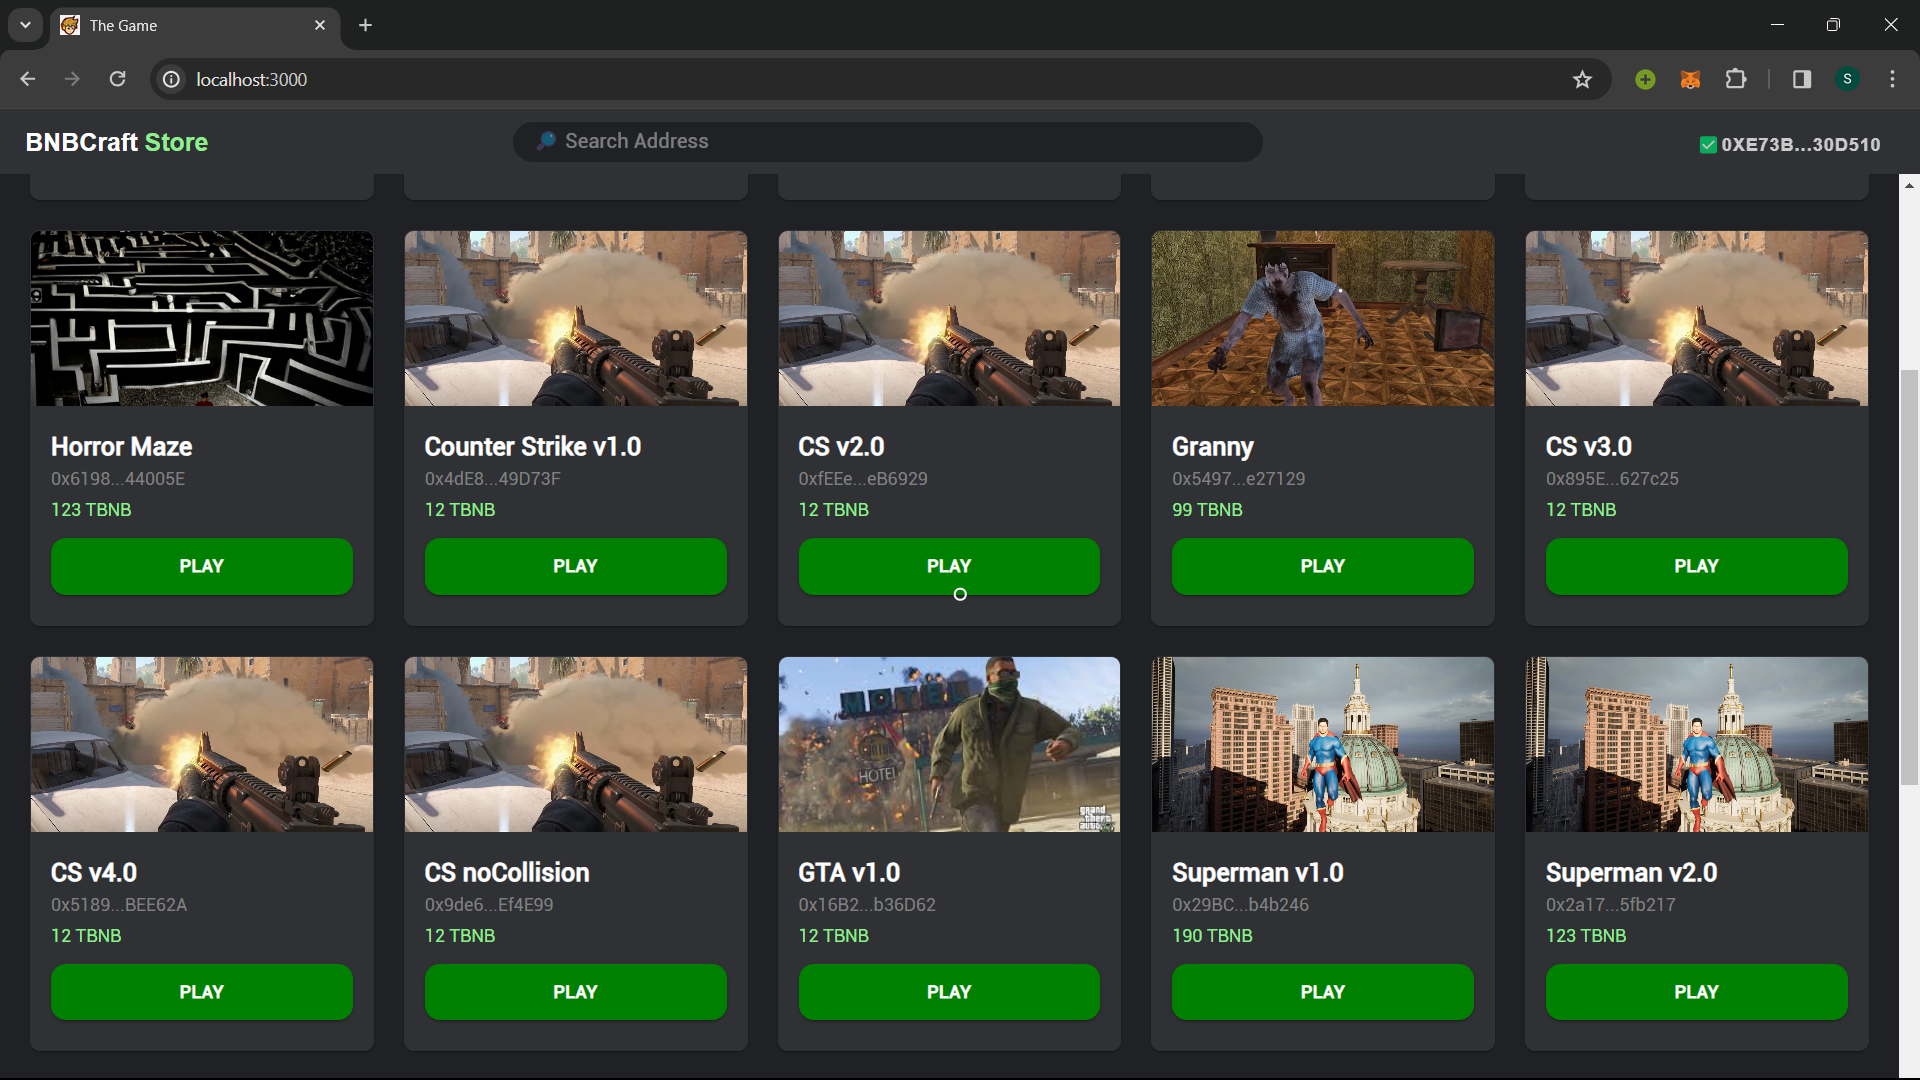 The Game
localhost:3000
S
BNBCraft Store
Search Address
0XE73B...30D510
Horror Maze
0x6198...44005E
123 TBNB
PLAY
Counter Strike v1.0
0x4dE8...49D73F
12 TBNB
PLAY
CS v2.0
0xfEEe...eB6929
12 TBNB
PLAY
Granny
0x5497...e27129
99 TBNB
PLAY
CS v3.0
0x895E...627c25
12 TBNB
PLAY
CS v4.0
0x5189...BEE62A
12 TBNB
PLAY
CS noCollision
0x9de6...Ef4E99
12 TBNB
PLAY
MOTEL
HOTEL
grand
theft
auto
GTA v1.0
0x16B2...b36D62
12 TBNB
PLAY
Superman v1.0
0x29BC...b4b246
190 TBNB
PLAY
Superman v2.0
0x2a17...5fb217
123 TBNB
PLAY